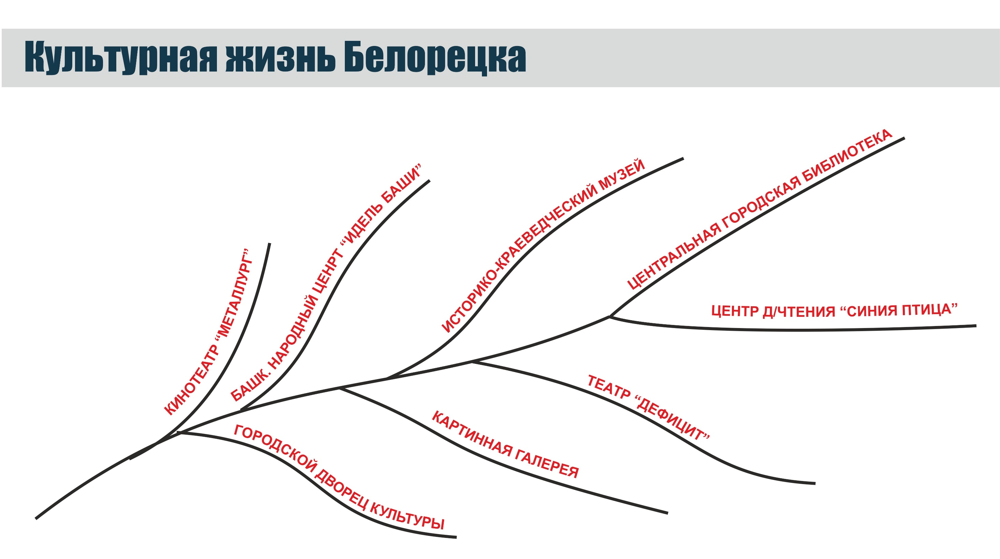 Культурная жизнь Белорецка
КИНОТЕАТР “МЕТАЛЛУРГ”
БАШК. НАРОДНЫЙ ЦЕНРТ “ИДЕЛЬ БАШИ”
ИСТОРИКО-КРАЕВЕДЧЕСКИЙ МУЗЕЙ
ЦЕНТРАЛЬНАЯ ГОРОДСКАЯ БИБЛИОТЕКА
ЦЕНТР Д/ЧТЕНИЯ “СИНИЯ ПТИЦА”
ТЕАТР “ДЕФИЦИТ”
КАРТИННАЯ ГАЛЕРЕЯ
ГОРОДСКОЙ ДВОРЕЦ КУЛЬТУРЫ